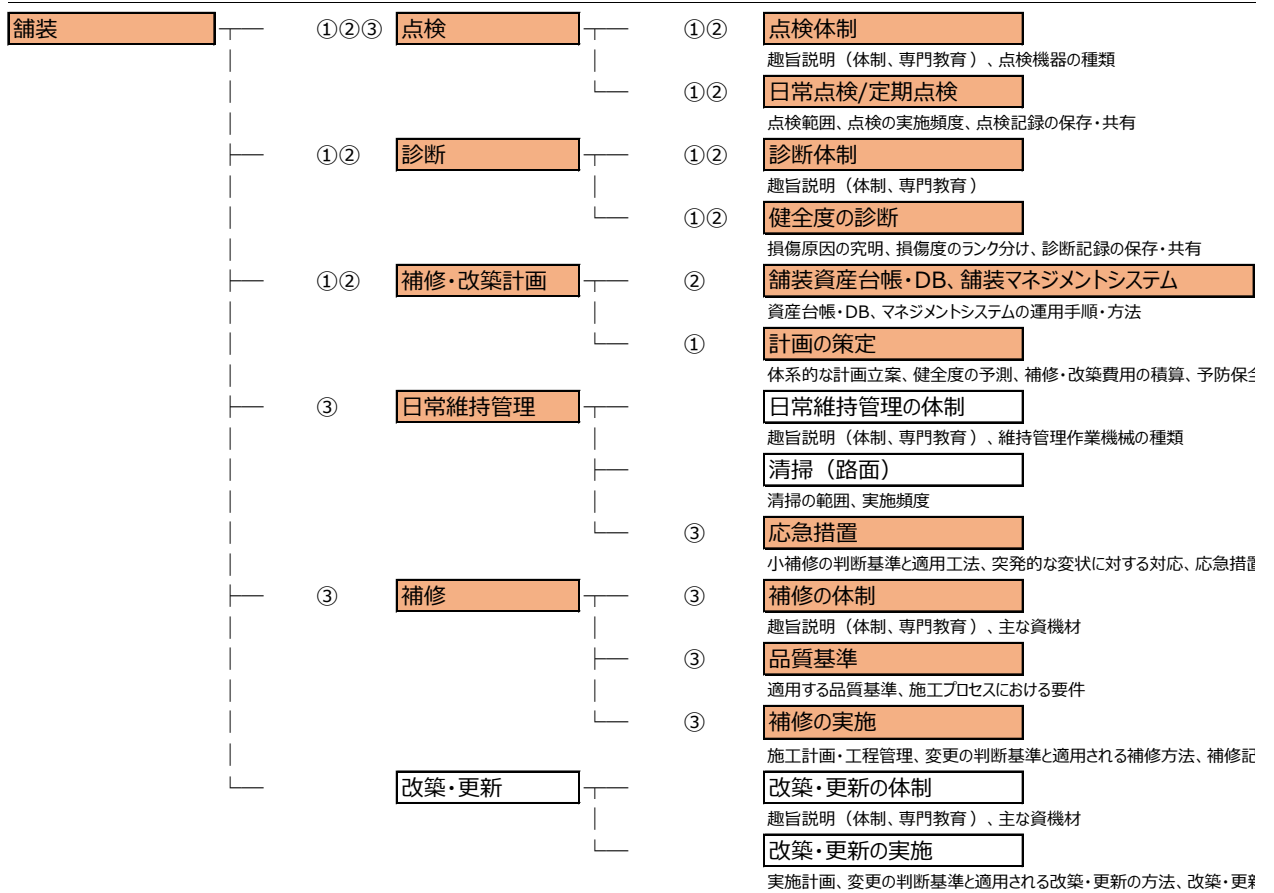 舗装 ①②③ 点検 ①② 点検体制
趣旨説明（体制、専門教育）、点検機器の種類
①② 日常点検/定期点検
点検範囲、点検の実施頻度、点検記録の保存・共有
①② 診断 ①② 診断体制
趣旨説明（体制、専門教育）
①② 健全度の診断
損傷原因の究明、損傷度のランク分け、診断記録の保存・共有
①② 補修・改築計画 ② 舗装資産台帳・DB、舗装マネジメントシステム
資産台帳・DB、マネジメントシステムの運用手順・方法
① 計画の策定
体系的な計画立案、健全度の予測、補修・改築費用の積算、予防保全
③ 日常維持管理 日常維持管理の体制
趣旨説明（体制、専門教育）、維持管理作業機械の種類
清掃（路面）
清掃の範囲、実施頻度
③ 応急措置
小補修の判断基準と適用工法、突発的な変状に対する対応、応急措置
③ 補修 ③ 補修の体制
趣旨説明（体制、専門教育）、主な資機材
③ 品質基準
適用する品質基準、施工プロセスにおける要件
③ 補修の実施
施工計画・工程管理、変更の判断基準と適用される補修方法、補修記
改築・更新 改築・更新の体制
趣旨説明（体制、専門教育）、主な資機材
改築・更新の実施
実施計画、変更の判断基準と適用される改築・更新の方法、改築・更新